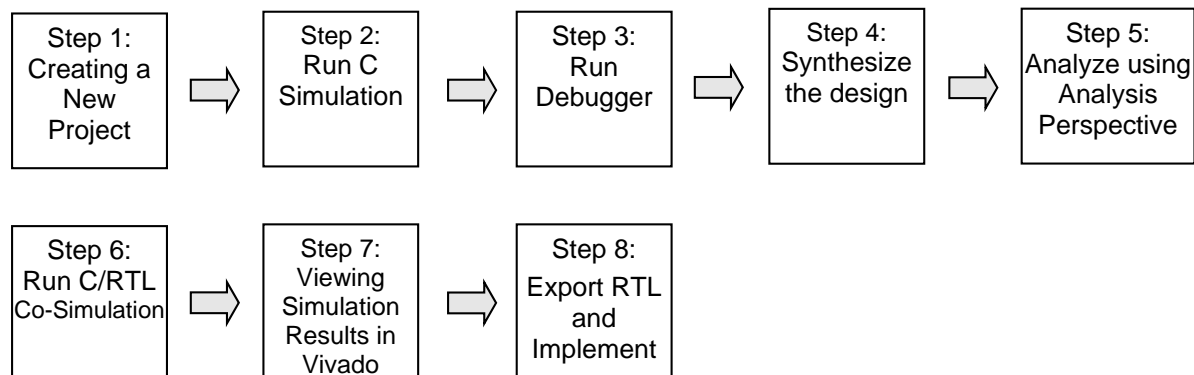 Step 1:
Creating a
New
Project
Step 2:
Run C
Simulation
Step 3:
Run
Debugger
Step 4:
Synthesize
the design
Step 5:
Analyze using
Analysis
Perspective
Step 6:
Run C/RTL
Co-Simulation
Step 7:
Viewing
Simulation
Results in
Vivado
Step 8:
Export RTL
and
Implement